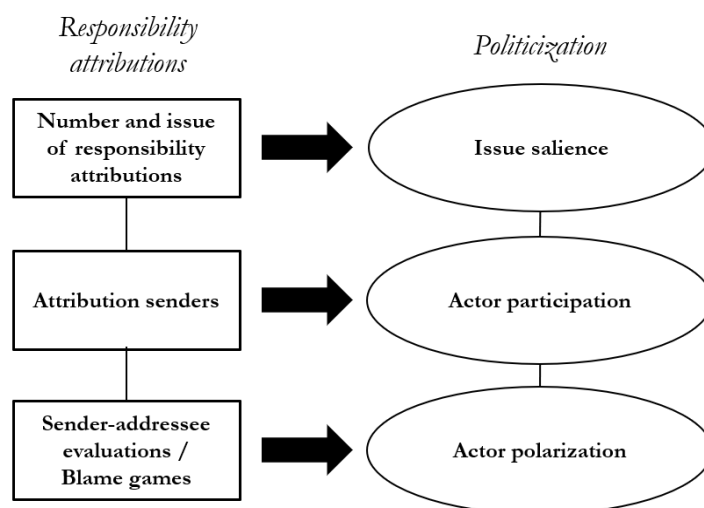 Responsibility
attributions
Politicization
Number and issue
of responsibility
attributions
Issue salience
Attribution senders
Actor participation
Sender-addressee
evaluations /
Blame games
Actor polarization